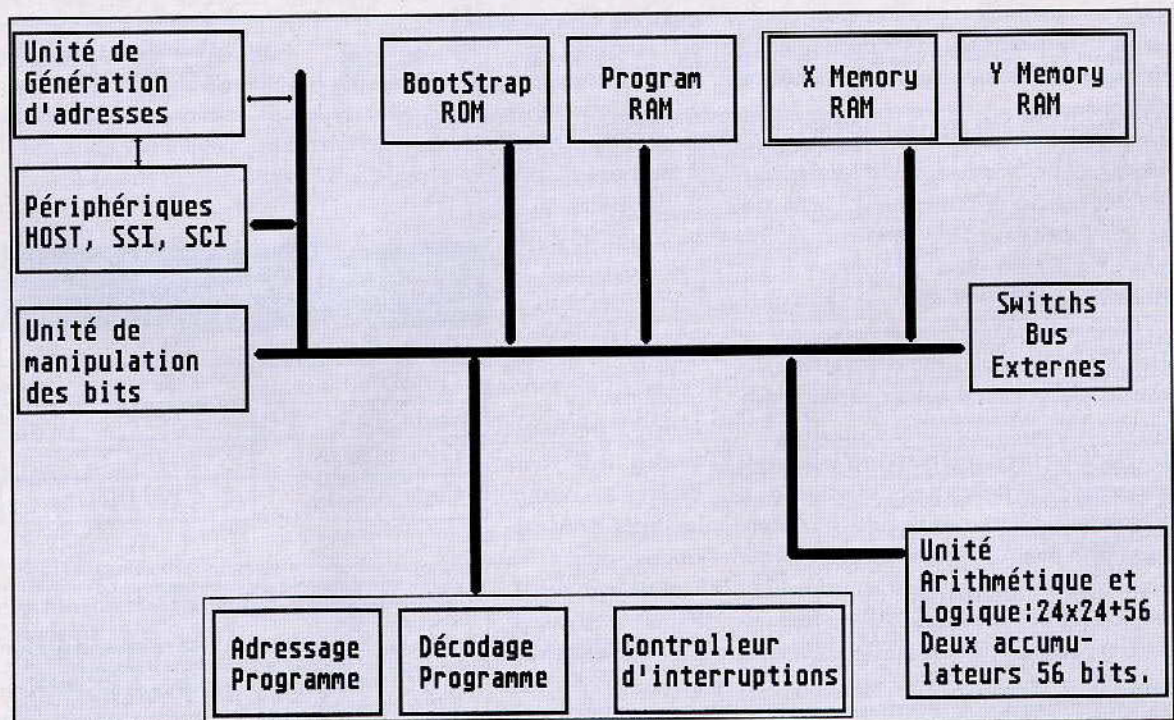 Unité de
Génération
d'adresses
BootStrap
ROM
Program
RAM
X Memory
RAM
Y Memory
RAM
Périphériques
HOST, SSI, SCI
Unité de
manipulation
des bits
Switchs
Bus
Externes
Adressage
Programme
Décodage
Programme
Controlleur
d'interruptions
Unité
Arithmétique et
Logique:24x24+56
Deux accumu-
lateurs 56 bits.